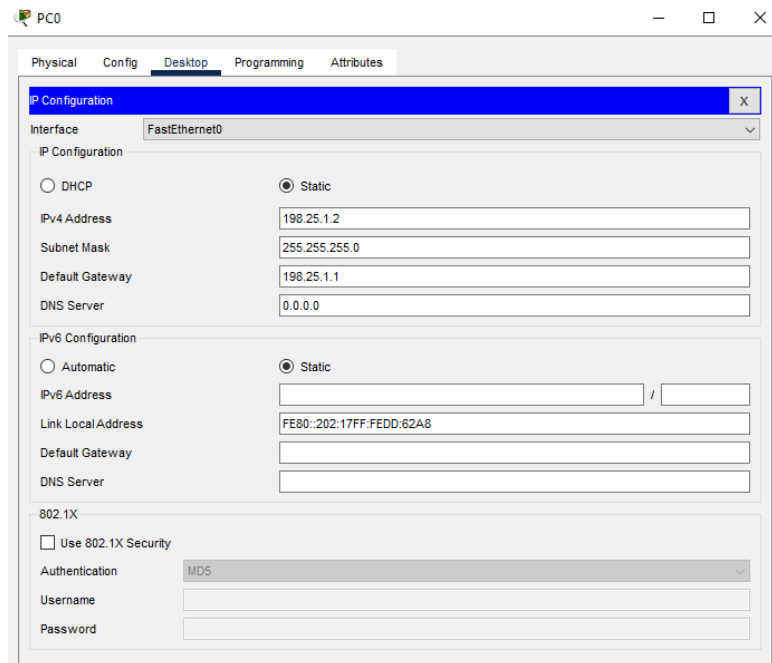 PC0
Physical Config Desktop Programming Attributes
IP Configuration X
Interface FastEthernet0
IP Configuration
DHCP Static
IPv4 Address 198.25.1.2
Subnet Mask 255.255.255.0
Default Gateway 198.25.1.1
DNS Server 0.0.0.0
IPv6 Configuration
Automatic Static
IPv6 Address /
Link Local Address FE80::202:17FF:FEDD:62A8
Default Gateway
DNS Server
802.1X
Use 802.1X Security
Authentication MD5
Username
Password